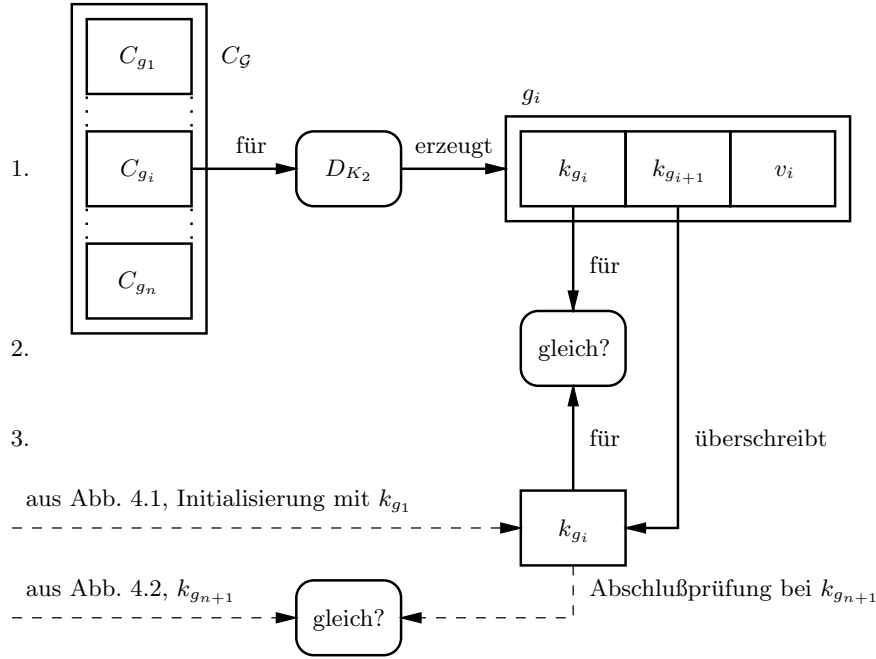 C_{g_1}
C_𝒢
g_i
1.
C_{g_i}
für
D_{K_2}
erzeugt
k_{g_i}
k_{g_{i+1}}
v_i
C_{g_n}
für
2.
gleich?
3.
für
überschreibt
aus Abb. 4.1, Initialisierung mit k_{g_1}
k_{g_i}
aus Abb. 4.2, k_{g_{n+1}}
gleich?
Abschlußprüfung bei k_{g_{n+1}}